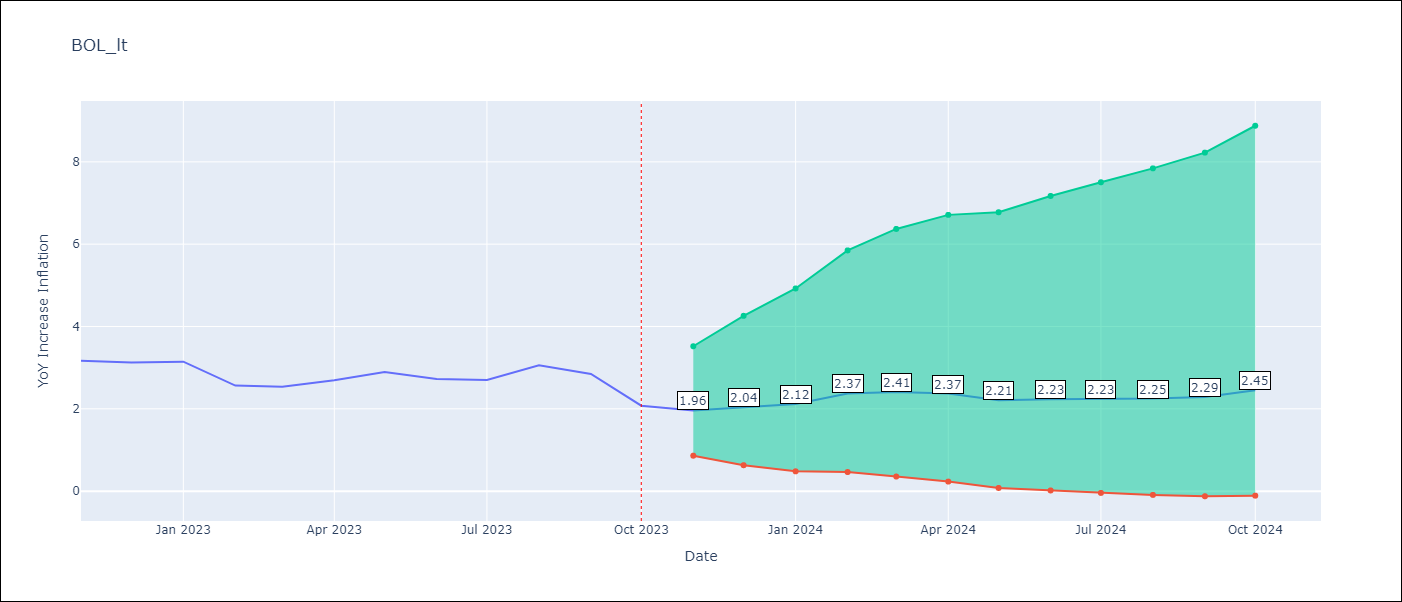 BOL_lt
YoY Increase Inflation
8
6
4
2
0
1.96
2.04
2.12
2.37
2.41
2.37
2.21
2.23
2.23
2.25
2.29
2.45
Jan 2023
Apr 2023
Jul 2023
Oct 2023
Jan 2024
Apr 2024
Jul 2024
Oct 2024
Date